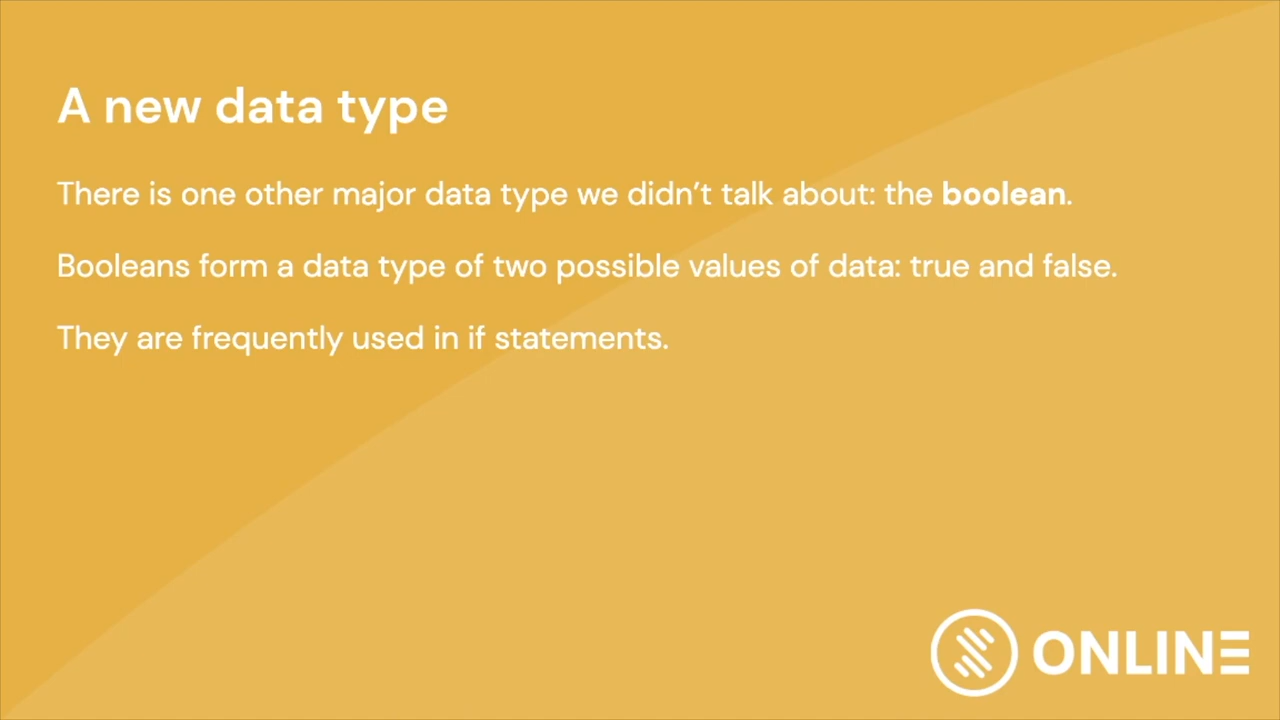 A new data type
There is one other major data type we didn’t talk about: the boolean.
Booleans form a data type of two possible values of data: true and false.
They are frequently used in if statements.
ONLINE